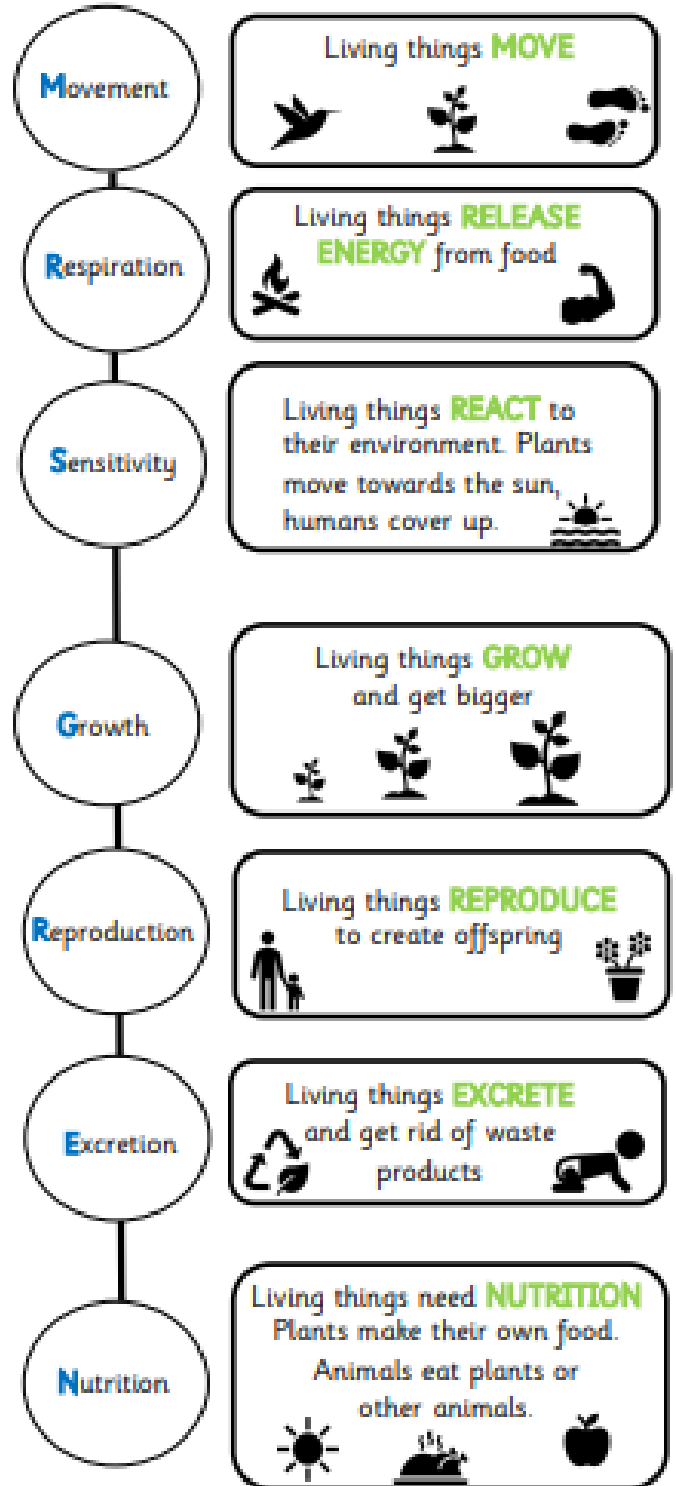 Movement
Living things MOVE
Respiration
Living things RELEASE
ENERGY from food
Sensitivity
Living things REACT to
their environment. Plants
move towards the sun,
humans cover up.
Growth
Living things GROW
and get bigger
Reproduction
Living things REPRODUCE
to create offspring
Excretion
Living things EXCRETE
and get rid of waste
products
Nutrition
Living things need NUTRITION
Plants make their own food.
Animals eat plants or
other animals.